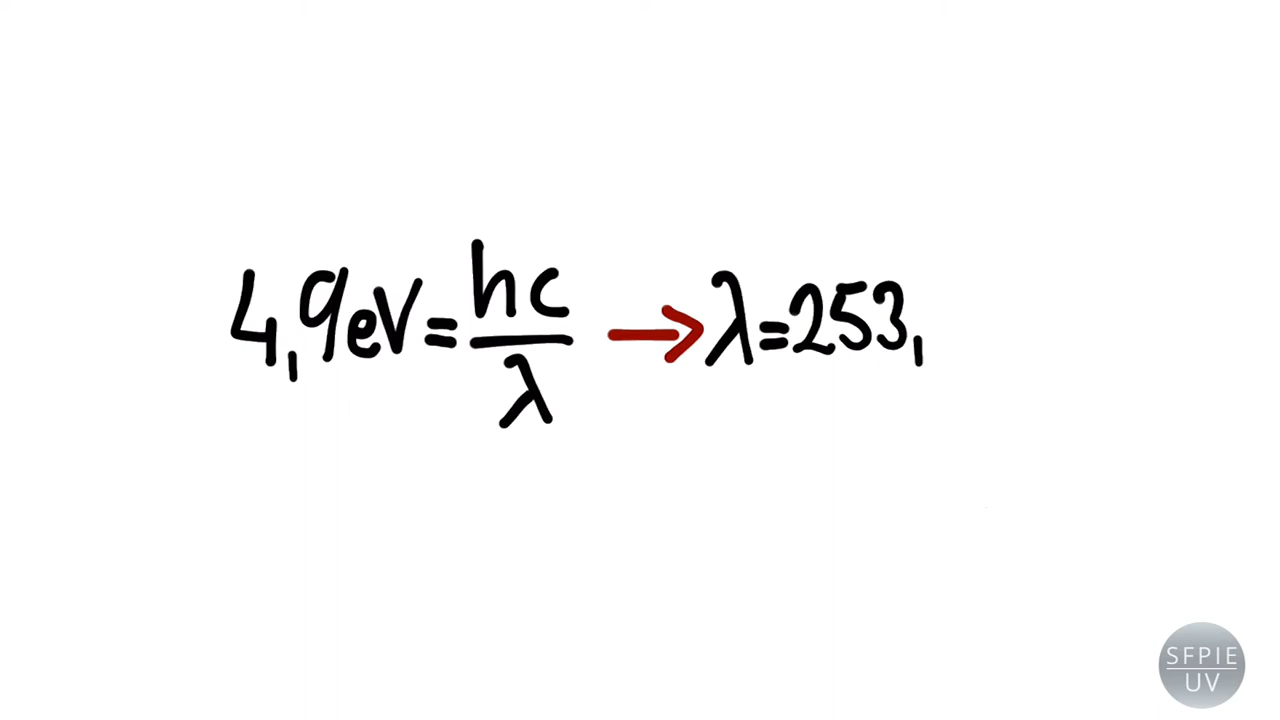 4,9eV = hc/λ → λ = 253,
SFPIE
UV